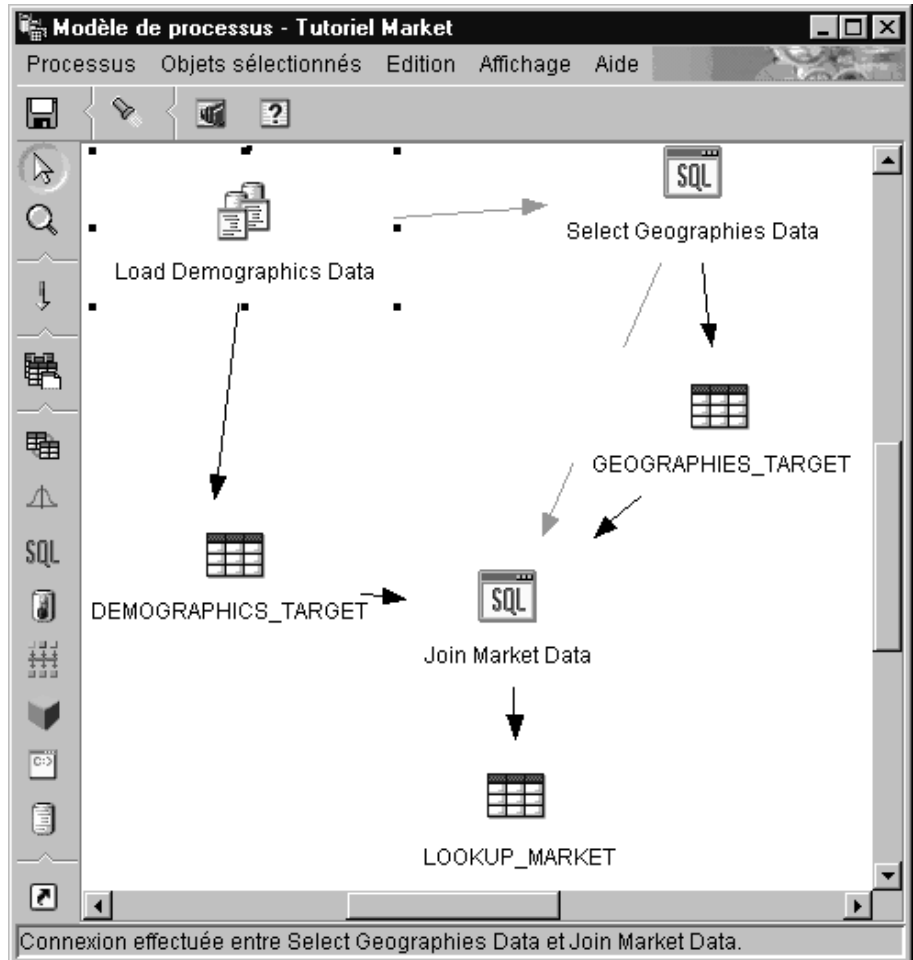 Modèle de processus - Tutoriel Market
Processus Objets sélectionnés Edition Affichage Aide
?
SQL
Select Geographies Data
Load Demographics Data
GEOGRAPHIES_TARGET
SQL
SQL
DEMOGRAPHICS_TARGET
Join Market Data
C:>
LOOKUP_MARKET
Connexion effectuée entre Select Geographies Data et Join Market Data.